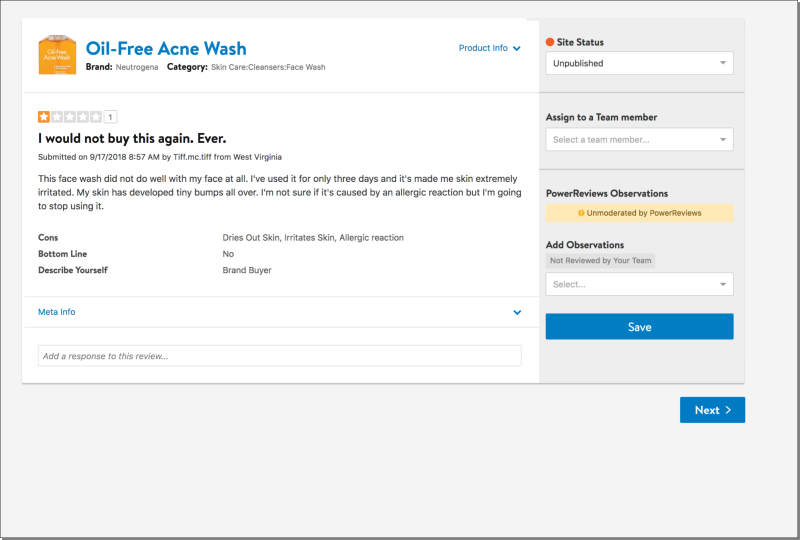 Oil-Free Acne Wash
Brand: Neutrogena Category: Skin Care:Cleansers:Face Wash
Product Info
Oil-Free
Acne Wash
1
I would not buy this again. Ever.
Submitted on 9/17/2018 8:57 AM by Tiff.mc.tiff from West Virginia
This face wash did not do well with my face at all. I've used it for only three days and it's made me skin extremely
irritated. My skin has developed tiny bumps all over. I'm not sure if it's caused by an allergic reaction but I'm going
to stop using it.
Cons Dries Out Skin, Irritates Skin, Allergic reaction
Bottom Line No
Describe Yourself Brand Buyer
Meta Info
Add a response to this review...
Site Status
Unpublished
Assign to a Team member
Select a team member...
PowerReviews Observations
Unmoderated by PowerReviews
Add Observations
Not Reviewed by Your Team
Select...
Save
Next